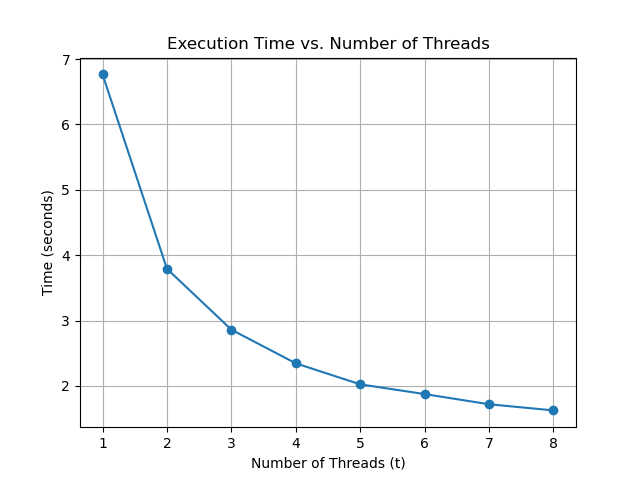 Execution Time vs. Number of Threads
7
6
5
4
3
2
Time (seconds)
1 2 3 4 5 6 7 8
Number of Threads (t)